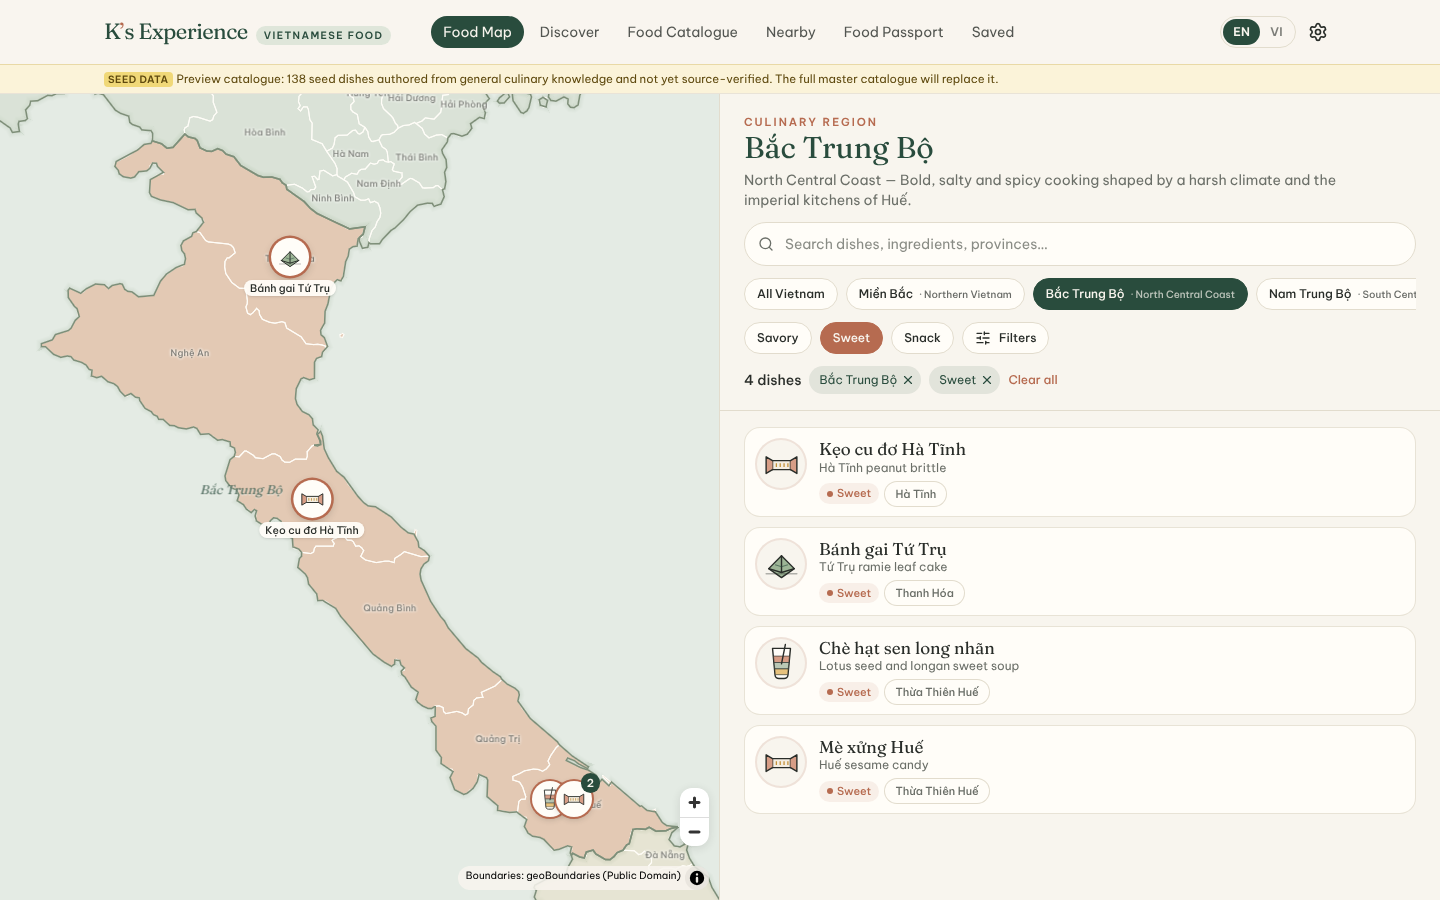 K's Experience
VIETNAMESE FOOD
Food Map
Discover
Food Catalogue
Nearby
Food Passport
Saved
EN
VI
SEED DATA Preview catalogue: 138 seed dishes authored from general culinary knowledge and not yet source-verified. The full master catalogue will replace it.
Hải Dương
Hải Phòng
Hòa Bình
Hà Nam
Thái Bình
Nam Định
Ninh Bình
Bánh gai Tứ Trụ
Nghệ An
Bắc Trung Bộ
Kẹo cu đơ Hà Tĩnh
Quảng Bình
Quảng Trị
2
Đà Nẵng
Boundaries: geoBoundaries (Public Domain)
CULINARY REGION
Bắc Trung Bộ
North Central Coast — Bold, salty and spicy cooking shaped by a harsh climate and the
imperial kitchens of Huế.
Search dishes, ingredients, provinces...
All Vietnam
Miền Bắc · Northern Vietnam
Bắc Trung Bộ · North Central Coast
Nam Trung Bộ · South Cent
Savory
Sweet
Snack
Filters
4 dishes
Bắc Trung Bộ
Sweet
Clear all
Kẹo cu đơ Hà Tĩnh
Hà Tĩnh peanut brittle
Sweet
Hà Tĩnh
Bánh gai Tứ Trụ
Tứ Trụ ramie leaf cake
Sweet
Thanh Hóa
Chè hạt sen long nhãn
Lotus seed and longan sweet soup
Sweet
Thừa Thiên Huế
Mè xửng Huế
Huế sesame candy
Sweet
Thừa Thiên Huế